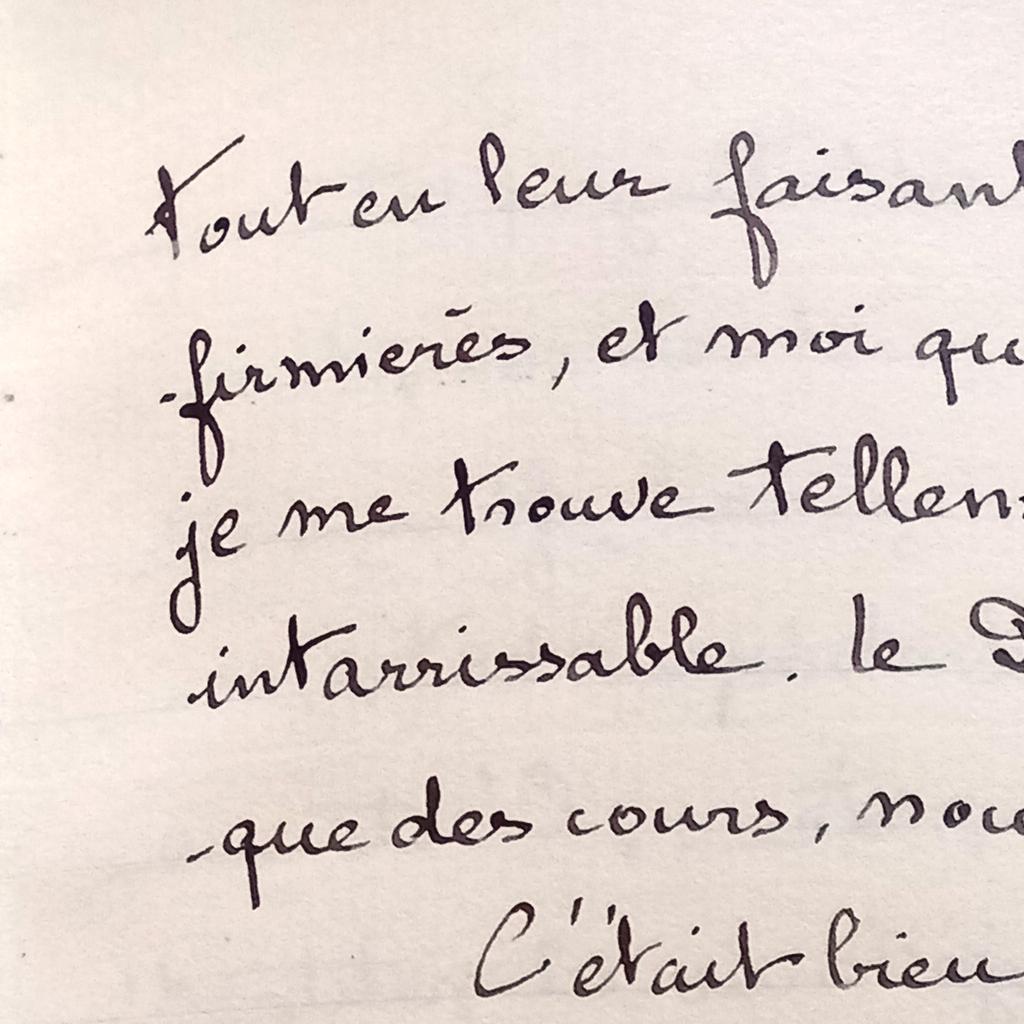 Tout en leur faisant
-firmières, et moi qu
je me trouve tellem
intarrissable. le D
-que des cours, nou
C'était bien